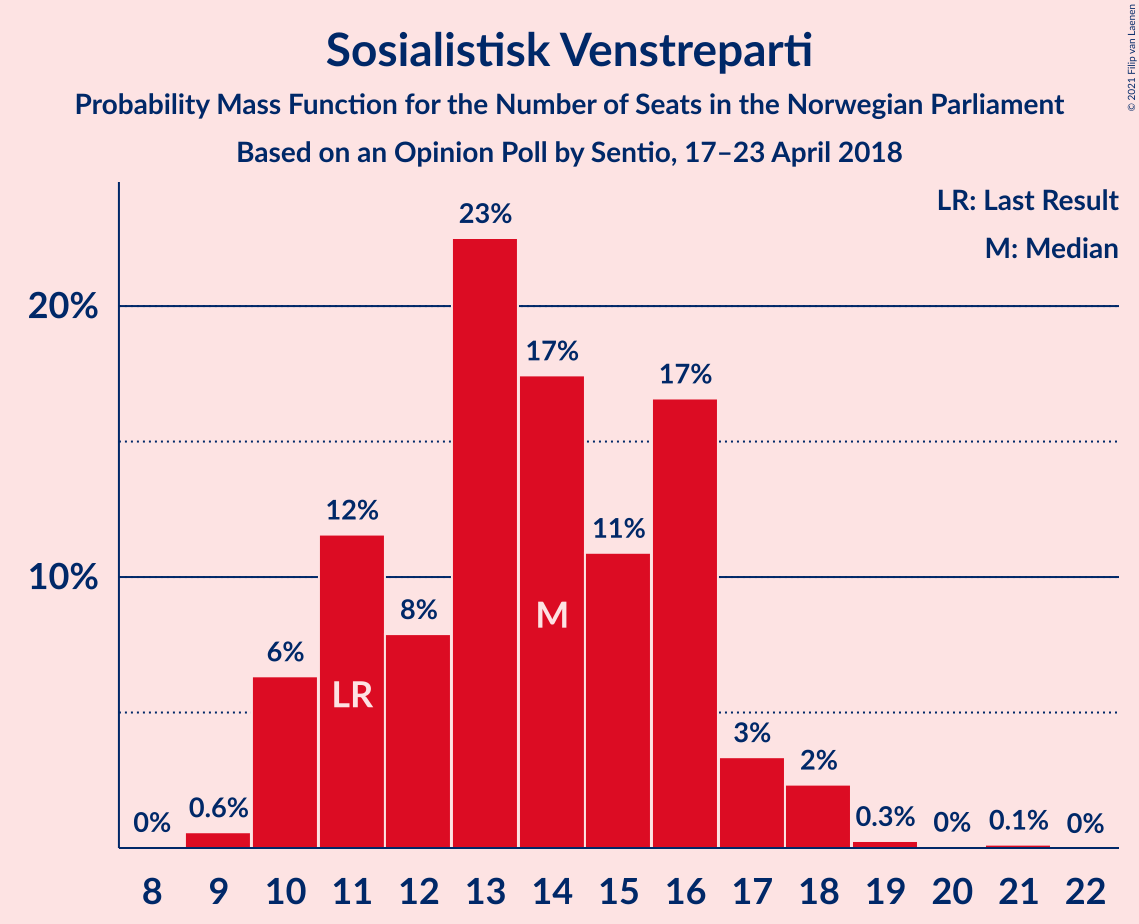 Sosialistisk Venstreparti
Probability Mass Function for the Number of Seats in the Norwegian Parliament
Based on an Opinion Poll by Sentio, 17–23 April 2018
© 2021 Filip van Laenen
LR: Last Result
M: Median
20%
10%
0%
0.6%
6%
12%
8%
23%
17%
11%
17%
3%
2%
0.3%
0%
0.1%
0%
LR
M
8 9 10 11 12 13 14 15 16 17 18 19 20 21 22